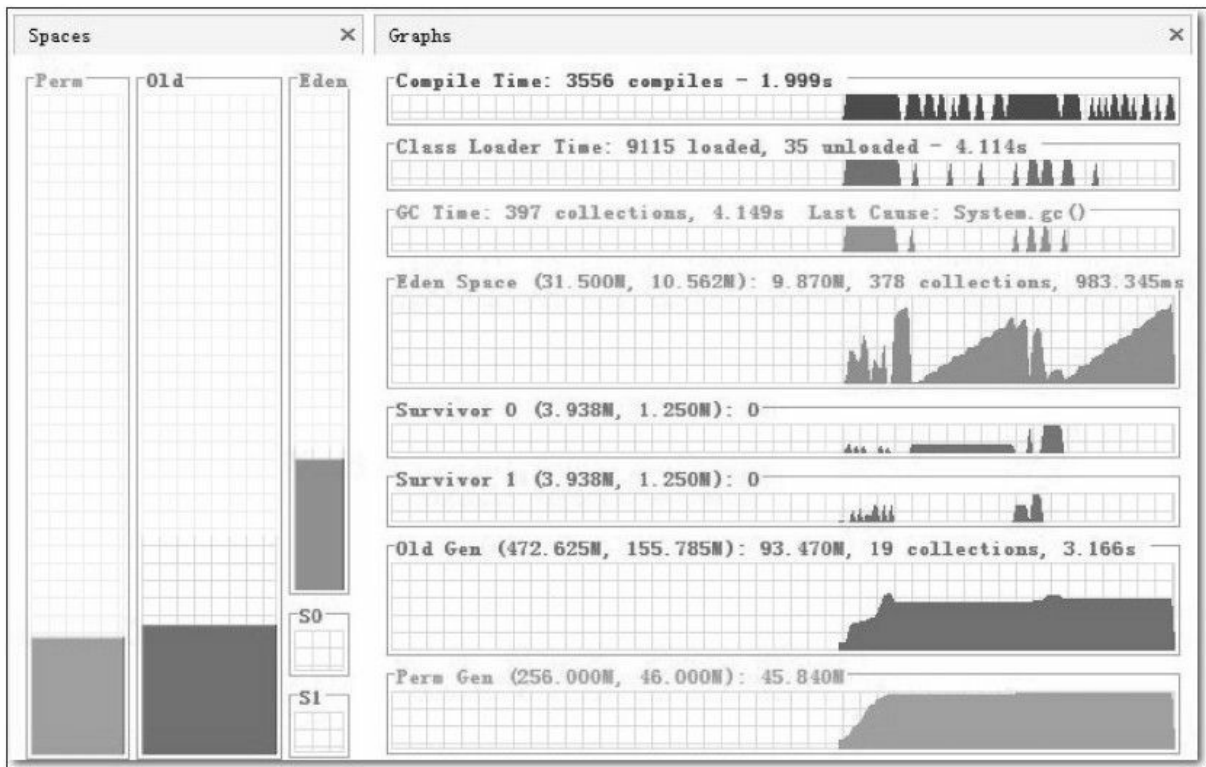 Spaces
Graphs
Perm
Old
Eden
S0
S1
Compile Time: 3556 compiles - 1.999s
Class Loader Time: 9115 loaded, 35 unloaded - 4.114s
GC Time: 397 collections, 4.149s Last Cause: System.gc()
Eden Space (31.500M, 10.562M): 9.870M, 378 collections, 983.345ms
Survivor 0 (3.938M, 1.250M): 0
Survivor 1 (3.938M, 1.250M): 0
Old Gen (472.625M, 155.785M): 93.470M, 19 collections, 3.166s
Perm Gen (256.000M, 46.000M): 45.840M